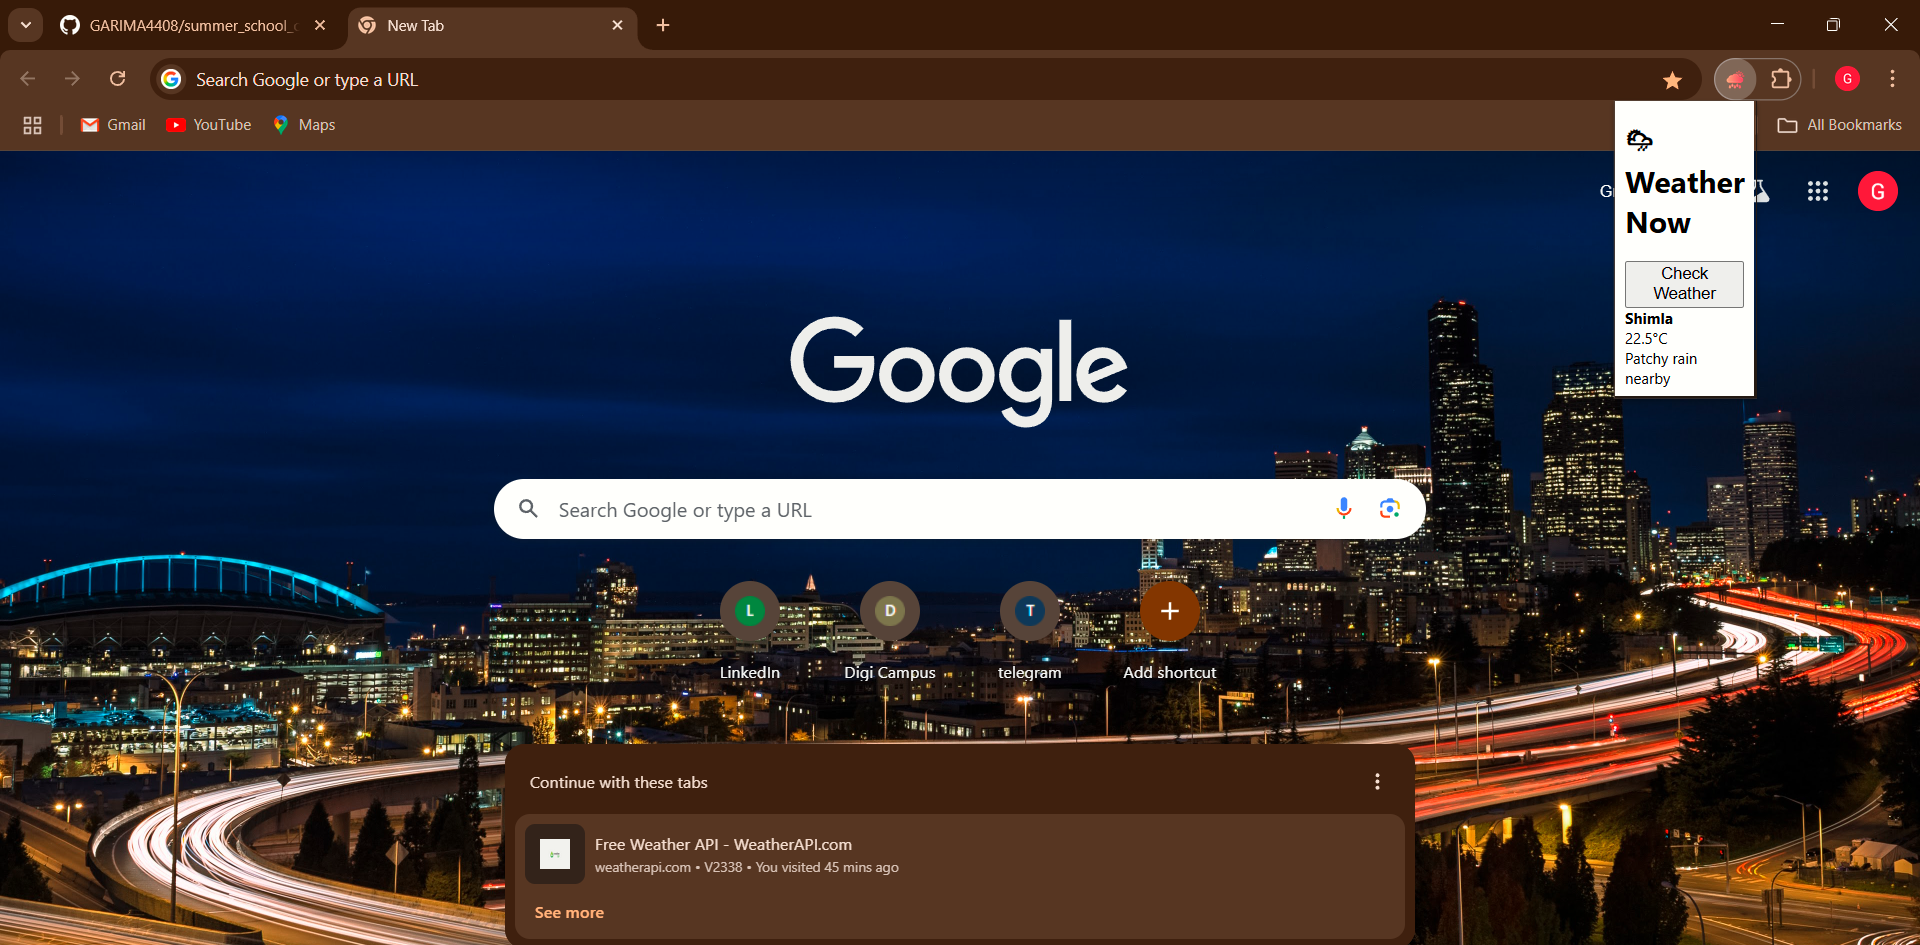 GARIMA4408/summer_school_
New Tab
Search Google or type a URL
G
Gmail
YouTube
Maps
All Bookmarks
Weather
Now
G
Check
Weather
Shimla
22.5°C
Patchy rain
nearby
Google
Search Google or type a URL
L
D
T
LinkedIn
Digi Campus
telegram
Add shortcut
Continue with these tabs
Free Weather API - WeatherAPI.com
weatherapi.com • V2338 • You visited 45 mins ago
See more